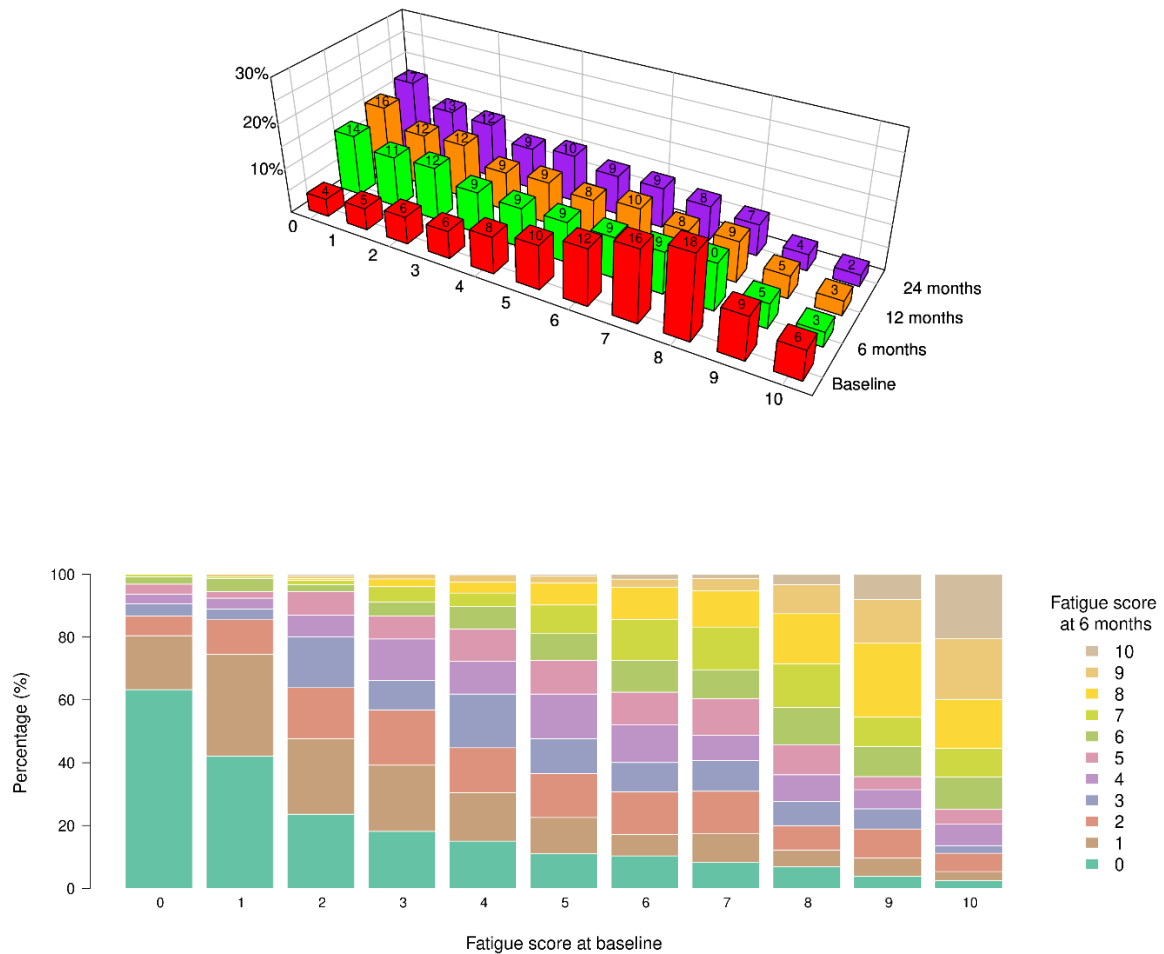 30%
20%
10%
17 13 12 9 10 9 9 8 7 4 2
16 12 12 9 9 8 10 8 9 5 3
14 11 12 9 9 9 9 9 0 5 3
4 5 6 6 8 10 12 16 18 9 6
0 1 2 3 4 5 6 7 8 9 10
24 months
12 months
6 months
Baseline
Percentage (%)
100
80
60
40
20
0
0 1 2 3 4 5 6 7 8 9 10
Fatigue score at baseline
Fatigue score
at 6 months
10
9
8
7
6
5
4
3
2
1
0